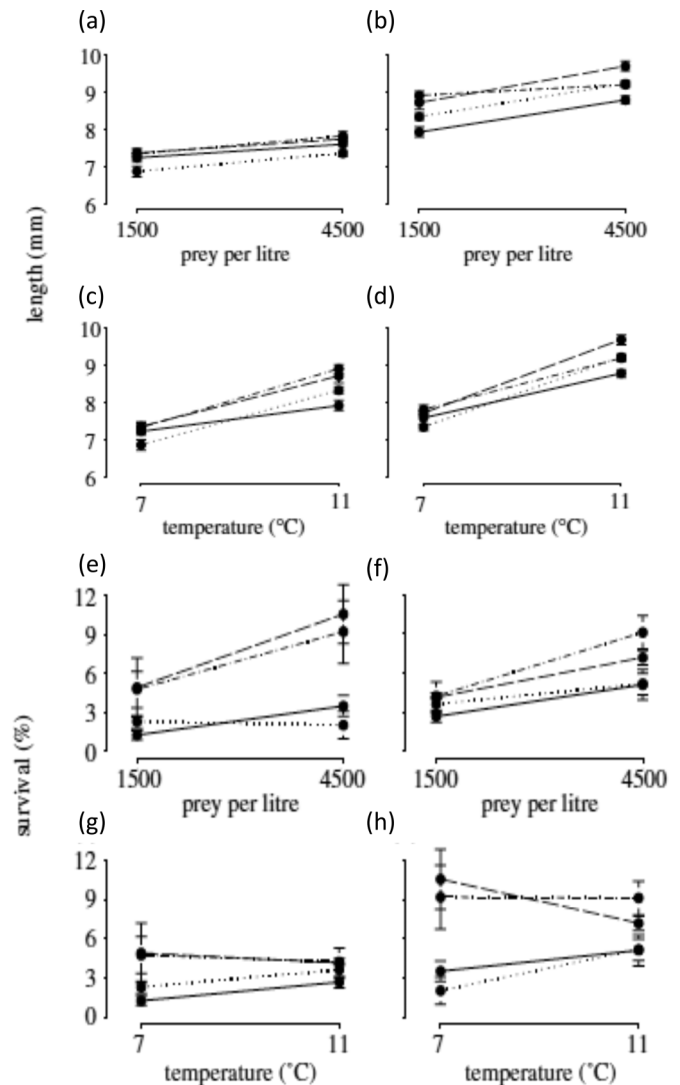 (a) (b)
10
9
8
7
6
1500 4500 1500 4500
prey per litre prey per litre
length (mm)
(c) (d)
10
9
8
7
6
7 11 7 11
temperature (°C) temperature (°C)
(e) (f)
12
9
6
3
0
1500 4500 1500 4500
prey per litre prey per litre
survival (%)
(g) (h)
12
9
6
3
0
7 11 7 11
temperature (°C) temperature (°C)